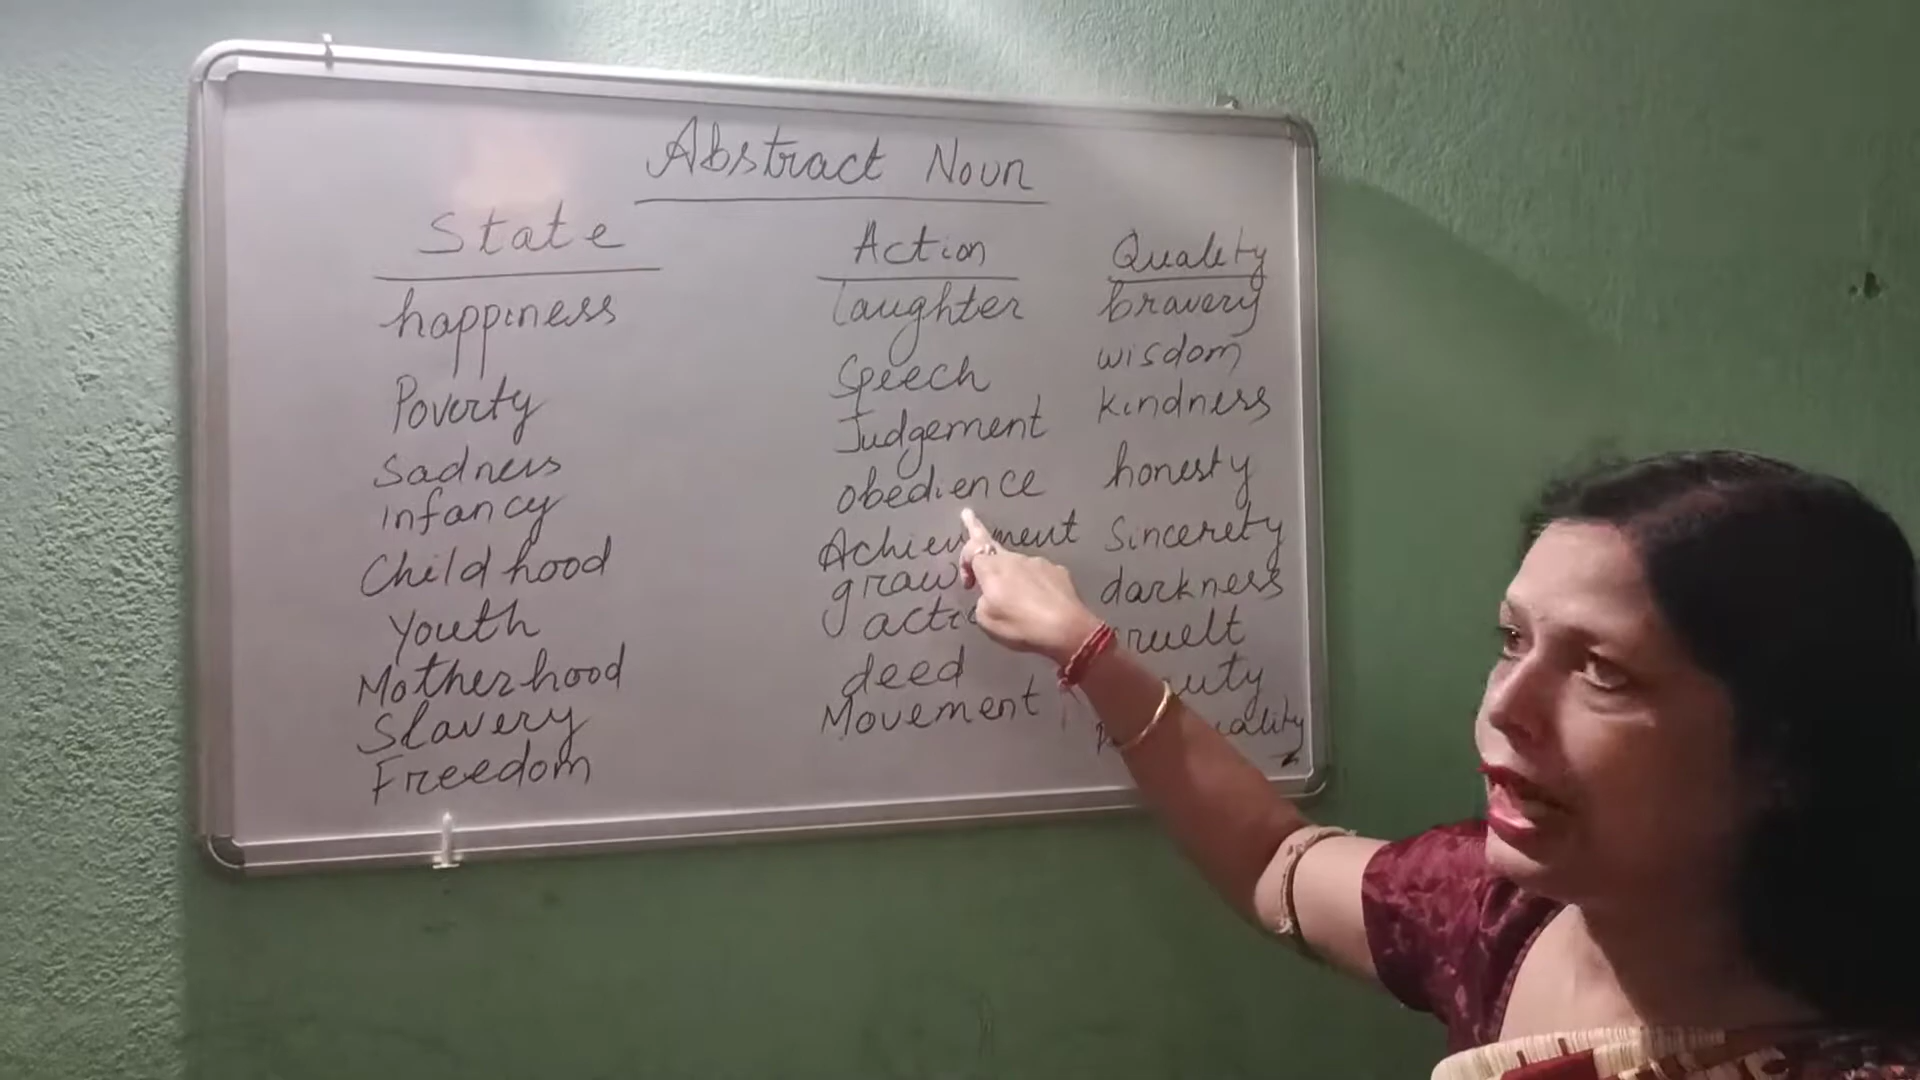 Abstract Noun
State
happiness
Poverty
Sadness
infancy
Childhood
Youth
Motherhood
Slavery
Freedom
Action
laughter
Speech
Judgement
obedience
Achievement
deed
Movement
Quality
bravery
wisdom
kindness
honesty
Sincerety
darkness